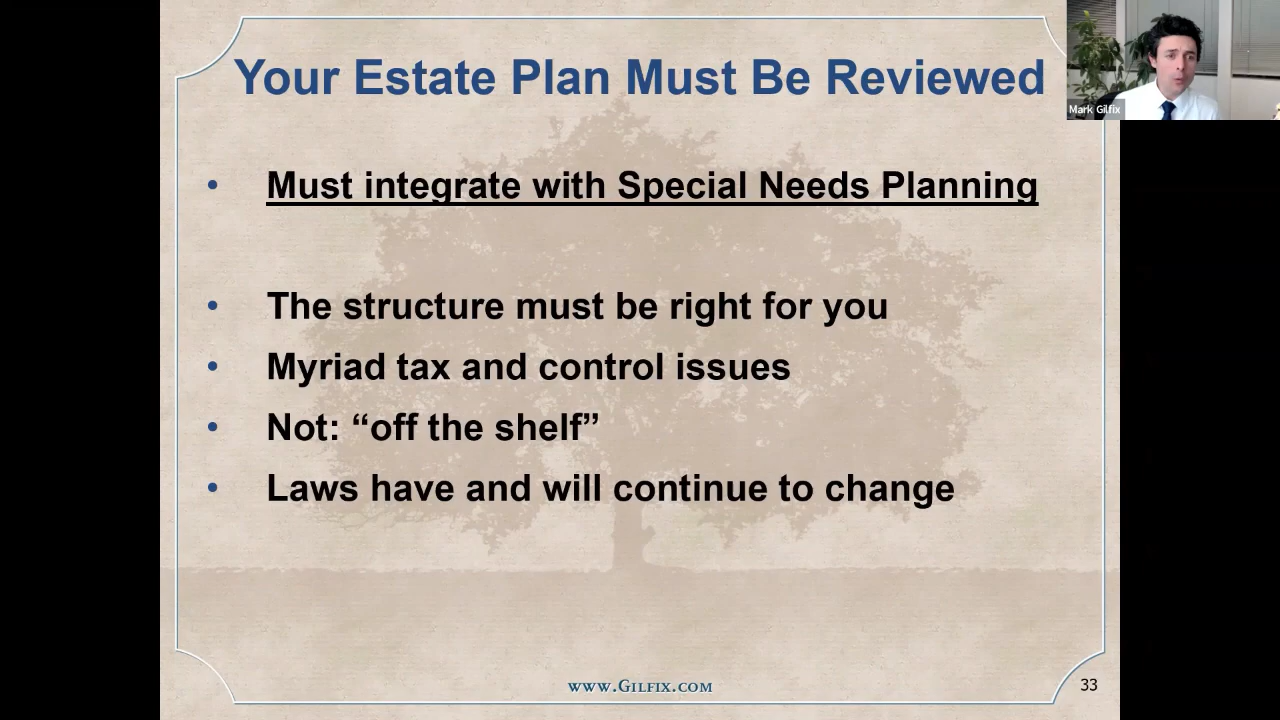 Your Estate Plan Must Be Reviewed
Mark Gilfix
• Must integrate with Special Needs Planning
• The structure must be right for you
• Myriad tax and control issues
• Not: “off the shelf”
• Laws have and will continue to change
www.Gilfix.com
33